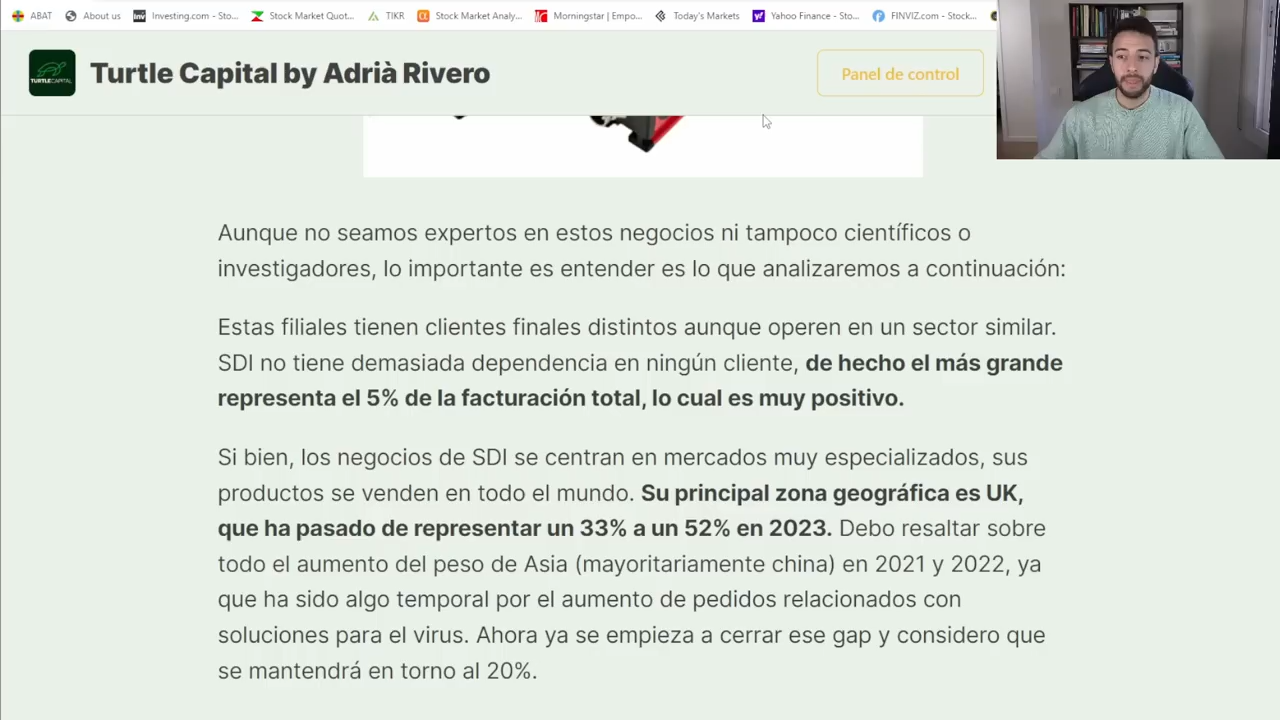 ABAT About us Investing.com - Sto... Stock Market Quot... TIKR Stock Market Analy... Morningstar | Empo... Today's Markets Yahoo Finance - Sto... FINVIZ.com - Stock...
TURTLE CAPITAL
Turtle Capital by Adrià Rivero
Panel de control
Aunque no seamos expertos en estos negocios ni tampoco científicos o
investigadores, lo importante es entender es lo que analizaremos a continuación:
Estas filiales tienen clientes finales distintos aunque operen en un sector similar.
SDI no tiene demasiada dependencia en ningún cliente, de hecho el más grande
representa el 5% de la facturación total, lo cual es muy positivo.
Si bien, los negocios de SDI se centran en mercados muy especializados, sus
productos se venden en todo el mundo. Su principal zona geográfica es UK,
que ha pasado de representar un 33% a un 52% en 2023. Debo resaltar sobre
todo el aumento del peso de Asia (mayoritariamente china) en 2021 y 2022, ya
que ha sido algo temporal por el aumento de pedidos relacionados con
soluciones para el virus. Ahora ya se empieza a cerrar ese gap y considero que
se mantendrá en torno al 20%.